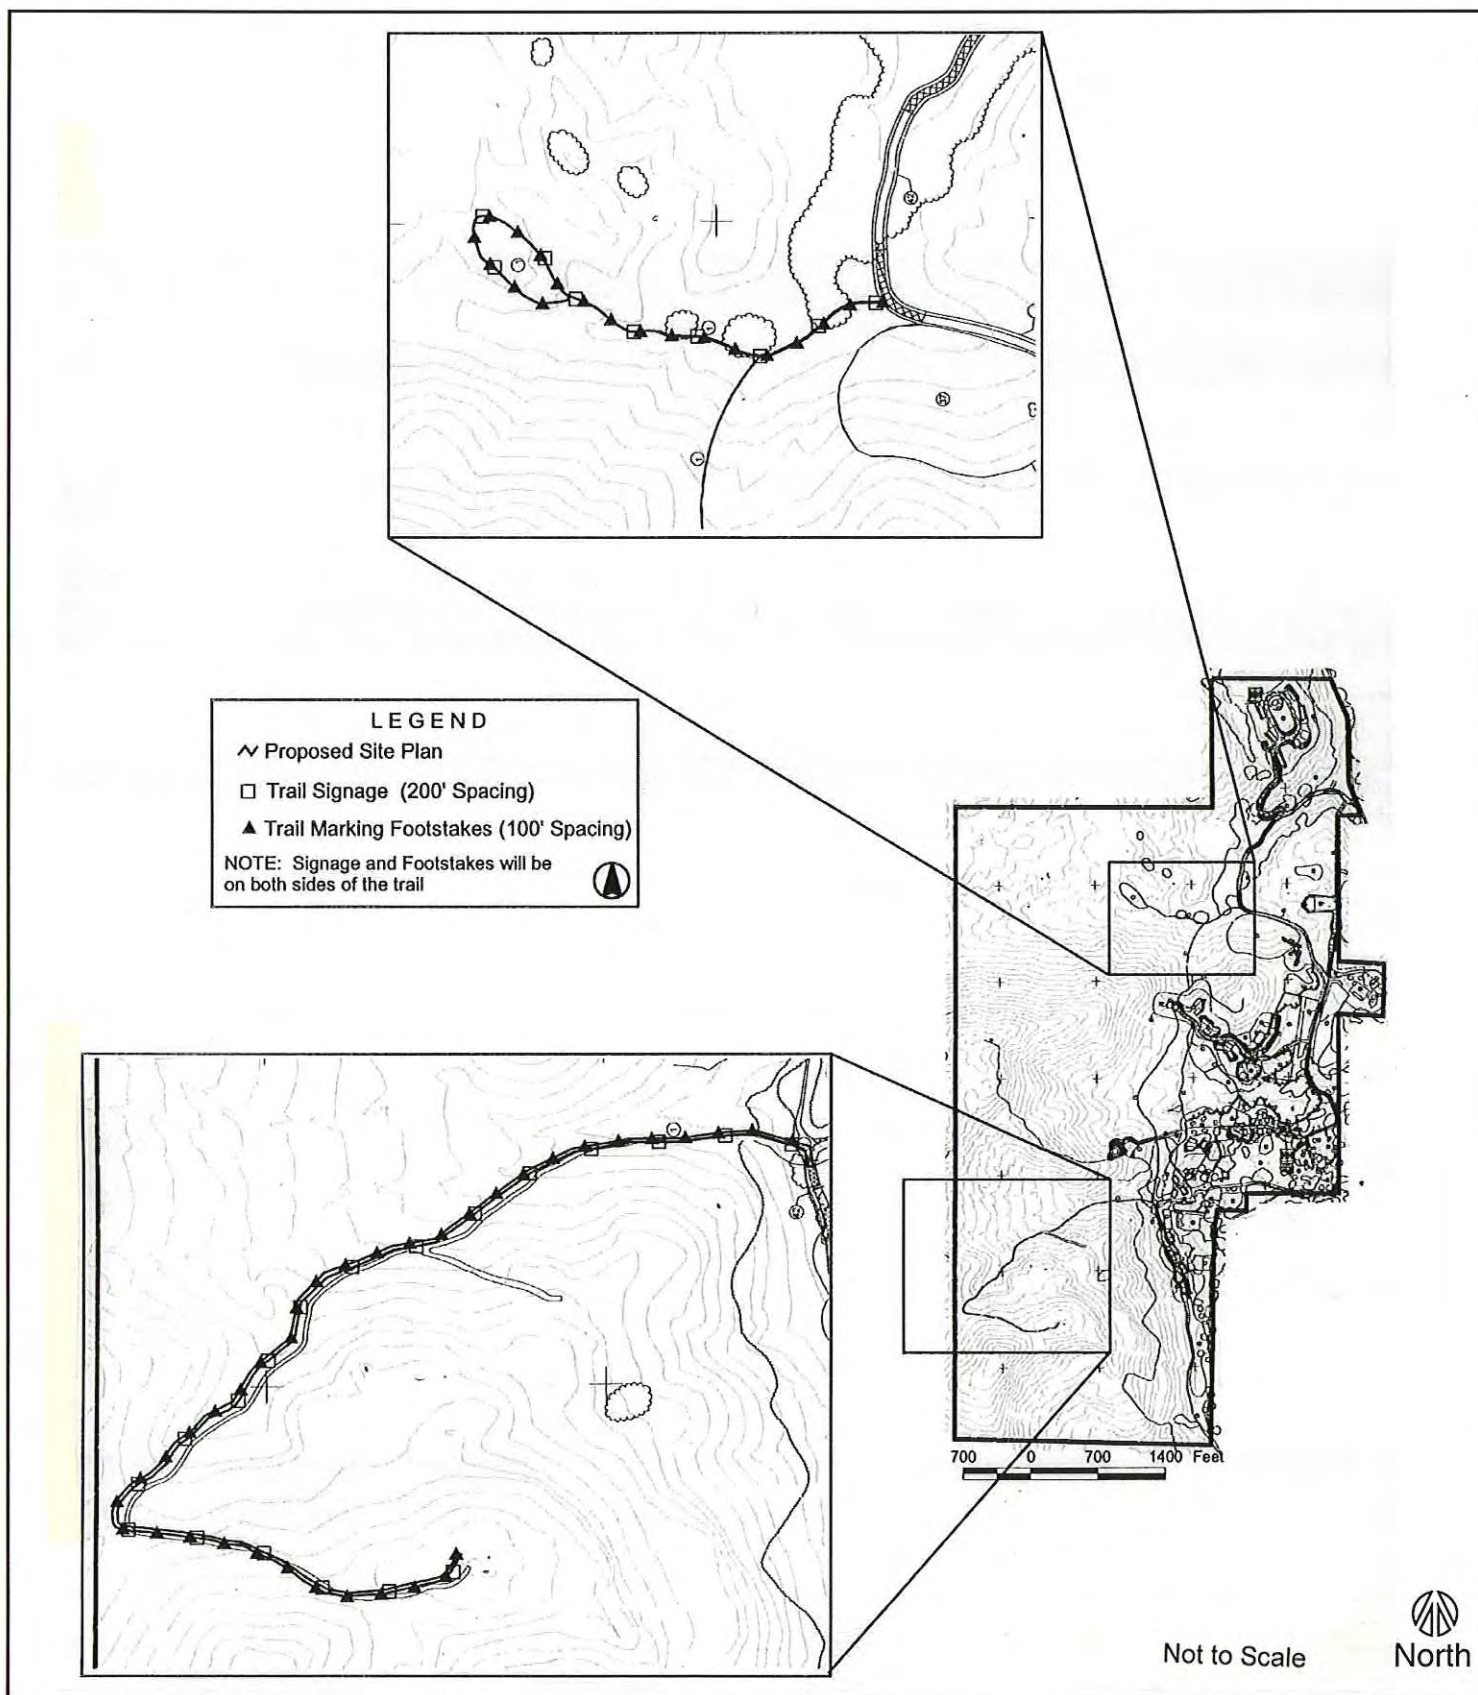 LEGEND
Proposed Site Plan
Trail Signage (200' Spacing)
Trail Marking Footstakes (100' Spacing)
NOTE: Signage and Footstakes will be
on both sides of the trail
700 0 700 1400 Feet
Not to Scale
North